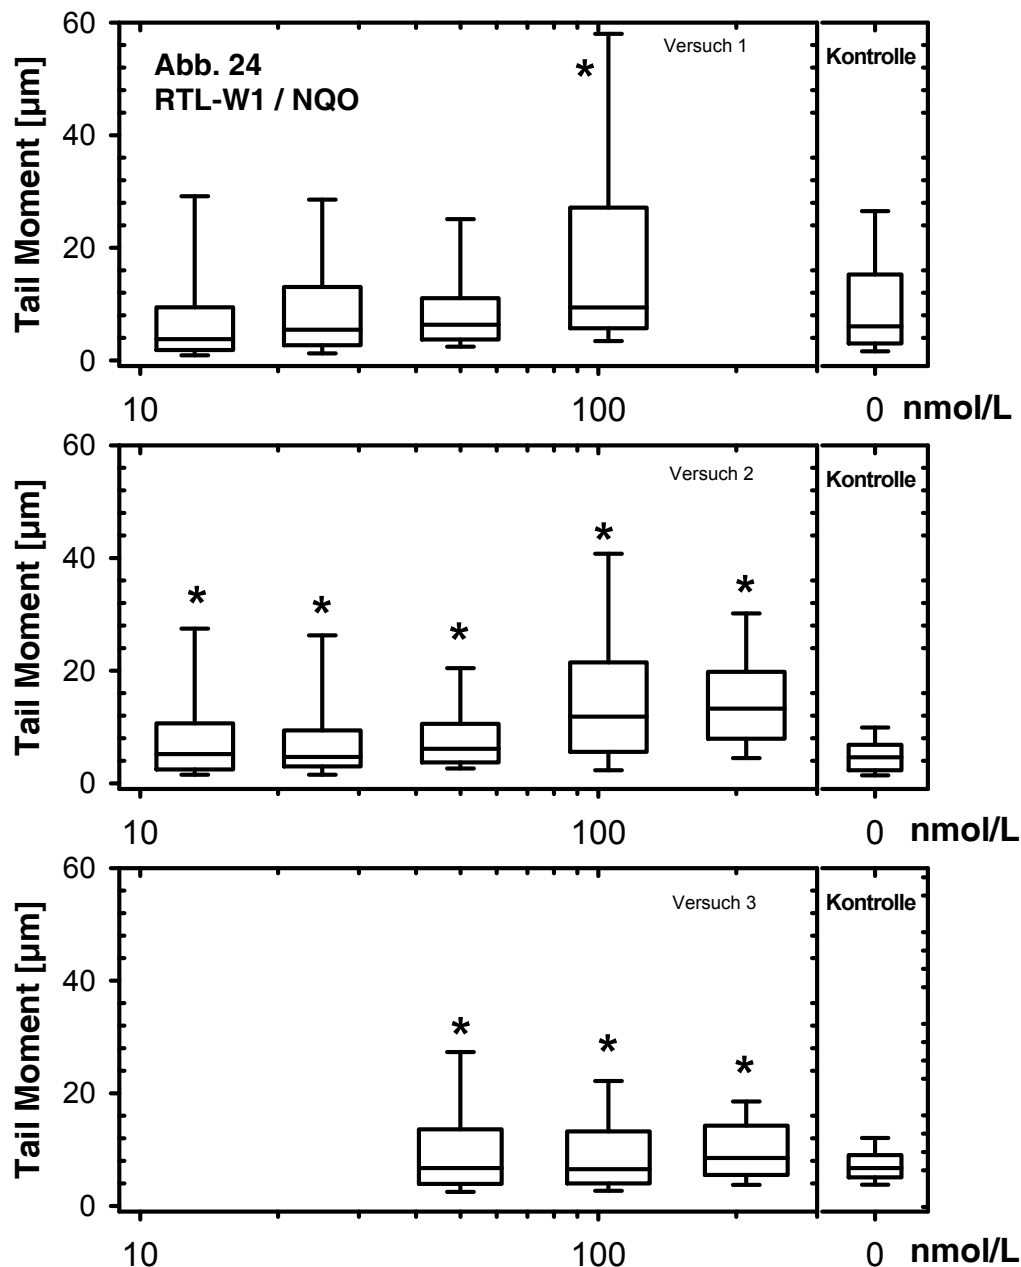 60
Versuch 1
Abb. 24
RTL-W1 / NQO
*
Kontrolle
40
20
0
Tail Moment [µm]
10
100
0
nmol/L
60
Versuch 2
Kontrolle
*
*
*
*
*
40
20
0
Tail Moment [µm]
10
100
0
nmol/L
60
Versuch 3
Kontrolle
*
*
*
40
20
0
Tail Moment [µm]
10
100
0
nmol/L